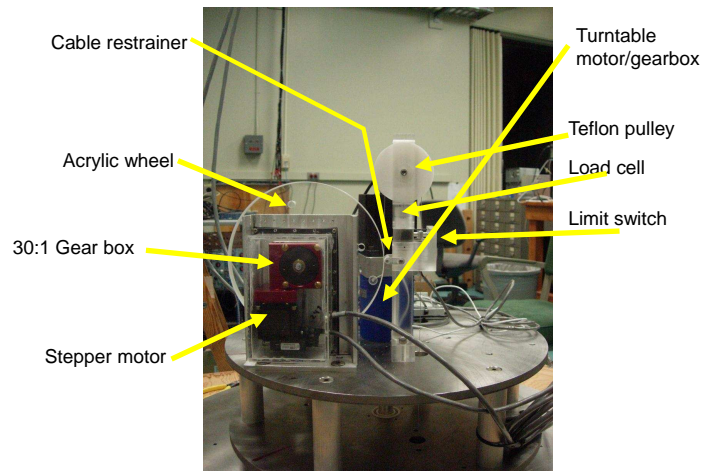 Cable restrainer
Turntable
motor/gearbox
Teflon pulley
Acrylic wheel
Load cell
Limit switch
30:1 Gear box
Stepper motor